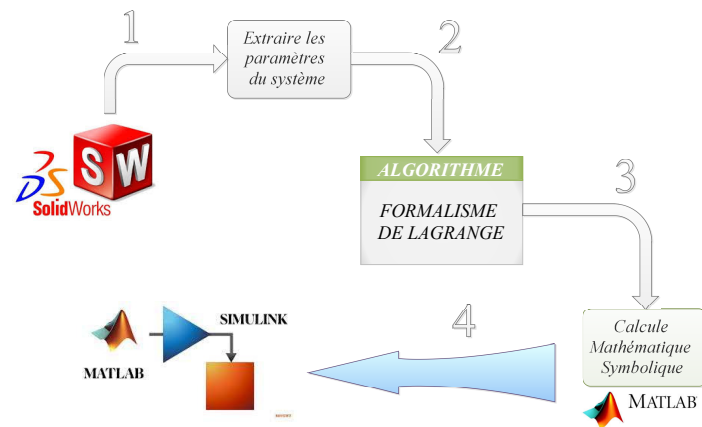 1
Extraire les
paramètres
du système
2
SW
SolidWorks
ALGORITHME
FORMALISME
DE LAGRANGE
3
Calcule
Mathématique
Symbolique
MATLAB
4
SIMULINK
MATLAB